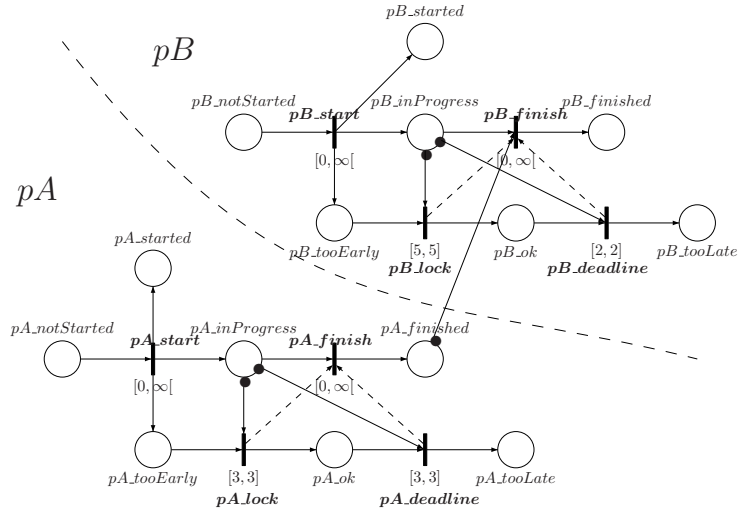 pB_started
pB
pB_notStarted
pB_inProgress
pB_finished
pB_start
pB_finish
[0, ∞[
[0, ∞[
pA
pA_started
pB_tooEarly
[5, 5]
pB_ok
[2, 2]
pB_tooLate
pB_lock
pB_deadline
pA_notStarted
pA_inProgress
pA_finished
pA_start
pA_finish
[0, ∞[
[0, ∞[
pA_tooEarly
[3, 3]
pA_ok
[3, 3]
pA_tooLate
pA_lock
pA_deadline